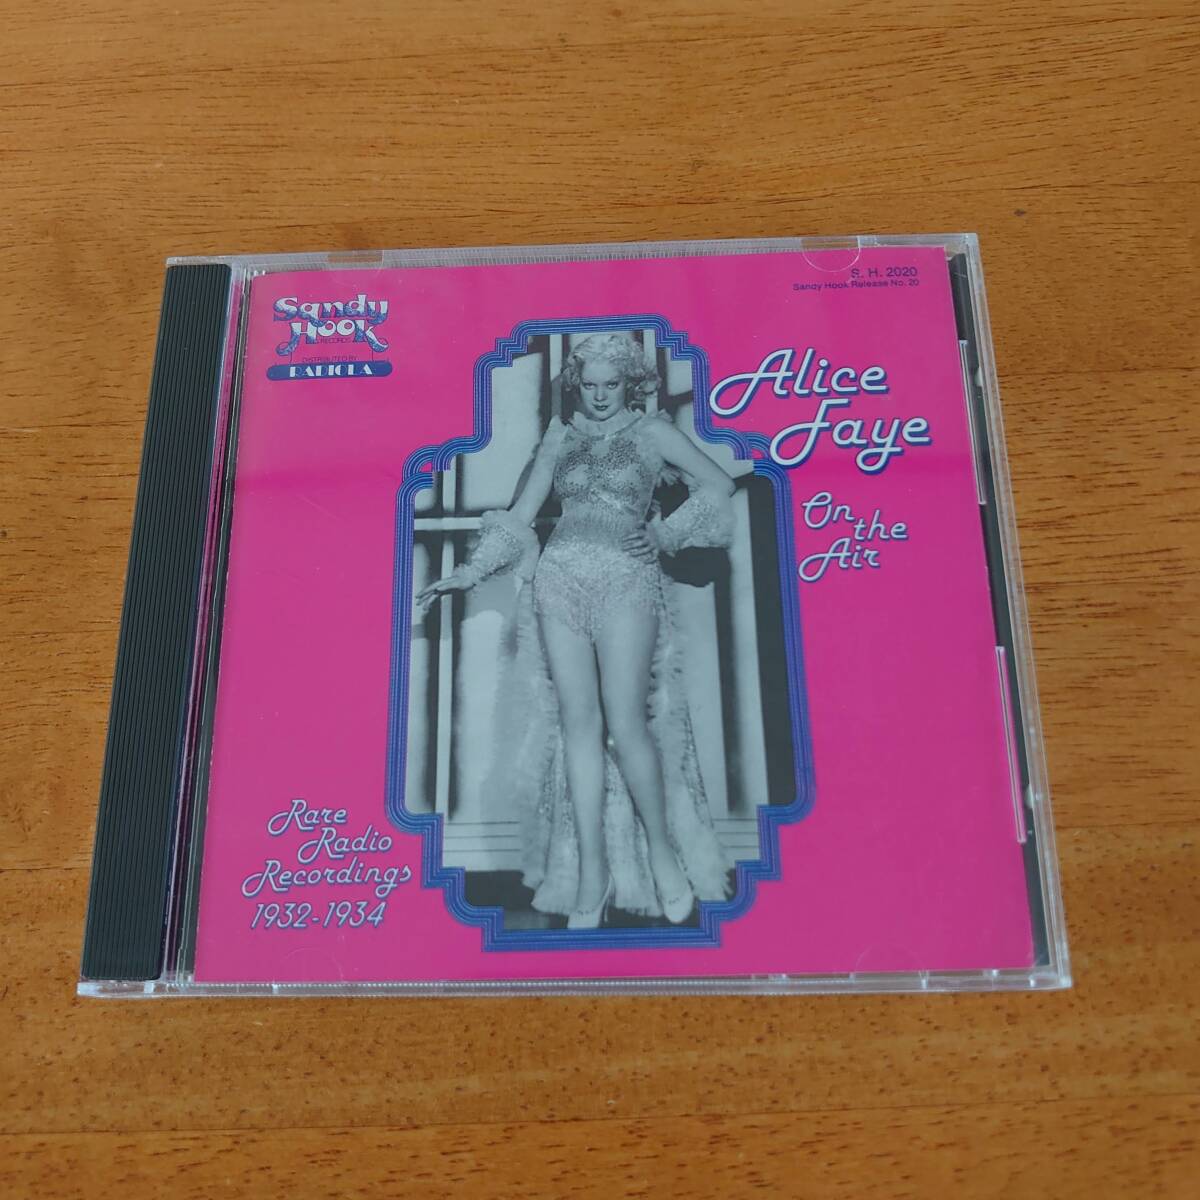 Sandy
Hook
RECORDS
DISTRIBUTED BY
RADIOLA
S. H. 2020
Sandy Hook Release No. 20
Alice
Faye
On
the
Air
Rare
Radio
Recordings
1932-1934